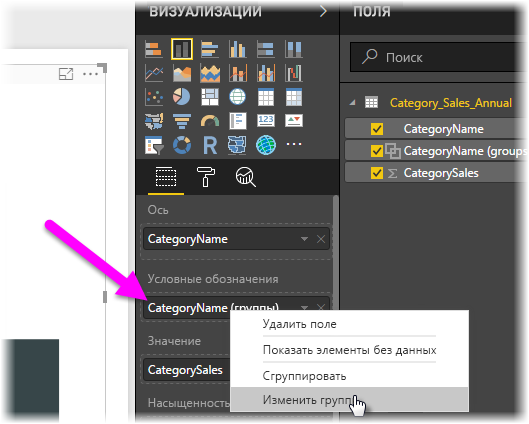 ВИЗУАЛИЗАЦИИ
ПОЛЯ
Поиск
Category_Sales_Annual
CategoryName
CategoryName (groups
CategorySales
123
R
Ось
CategoryName
Условные обозначения
CategoryName (группы)
Значение
CategorySales
Насыщенность
Удалить поле
Показать элементы без данных
Сгруппировать
Изменить групп